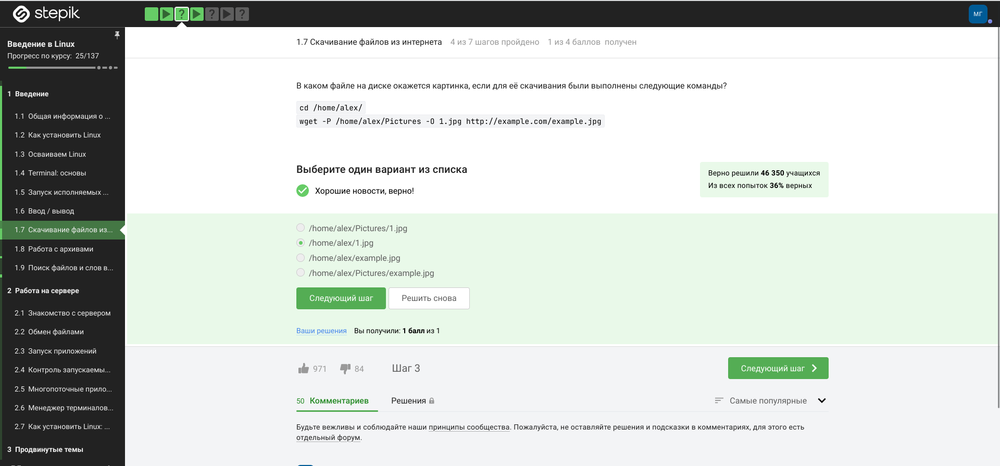 stepik
? ? ?
МГ
Введение в Linux
Прогресс по курсу: 25/137
1 Введение
1.1 Общая информация о ...
1.2 Как установить Linux
1.3 Осваиваем Linux
1.4 Terminal: основы
1.5 Запуск исполняемых ...
1.6 Ввод / вывод
1.7 Скачивание файлов из...
1.8 Работа с архивами
1.9 Поиск файлов и слов в...
2 Работа на сервере
2.1 Знакомство с сервером
2.2 Обмен файлами
2.3 Запуск приложений
2.4 Контроль запускаемы...
2.5 Многопоточные прило...
2.6 Менеджер терминалов...
2.7 Как установить Linux: ...
3 Продвинутые темы
1.7 Скачивание файлов из интернета 4 из 7 шагов пройдено 1 из 4 баллов получен
В каком файле на диске окажется картинка, если для её скачивания были выполнены следующие команды?
cd /home/alex/
wget -P /home/alex/Pictures -O 1.jpg http://example.com/example.jpg
Выберите один вариант из списка
Хорошие новости, верно!
Верно решили 46 350 учащихся
Из всех попыток 36% верных
/home/alex/Pictures/1.jpg
/home/alex/1.jpg
/home/alex/example.jpg
/home/alex/Pictures/example.jpg
Следующий шаг Решить снова
Ваши решения Вы получили: 1 балл из 1
971 84 Шаг 3 Следующий шаг
50 Комментариев Решения Самые популярные
Будьте вежливы и соблюдайте наши принципы сообщества. Пожалуйста, не оставляйте решения и подсказки в комментариях, для этого есть
отдельный форум.